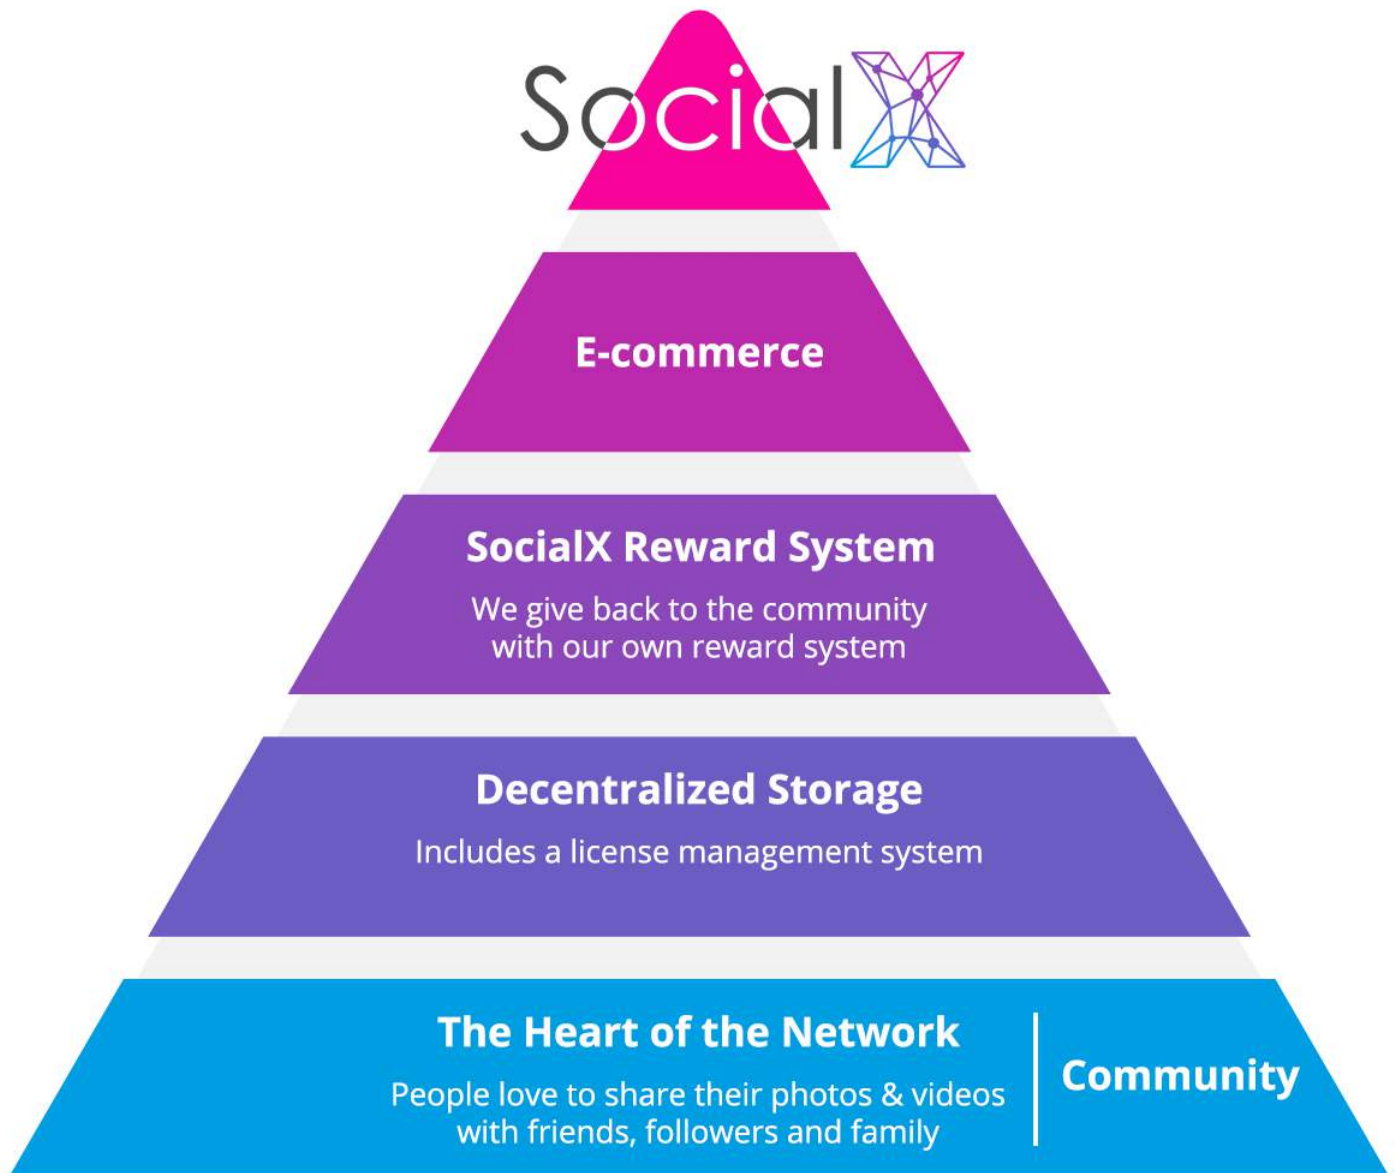 SocialX
E-commerce
SocialX Reward System
We give back to the community
with our own reward system
Decentralized Storage
Includes a license management system
The Heart of the Network
People love to share their photos & videos
with friends, followers and family
Community